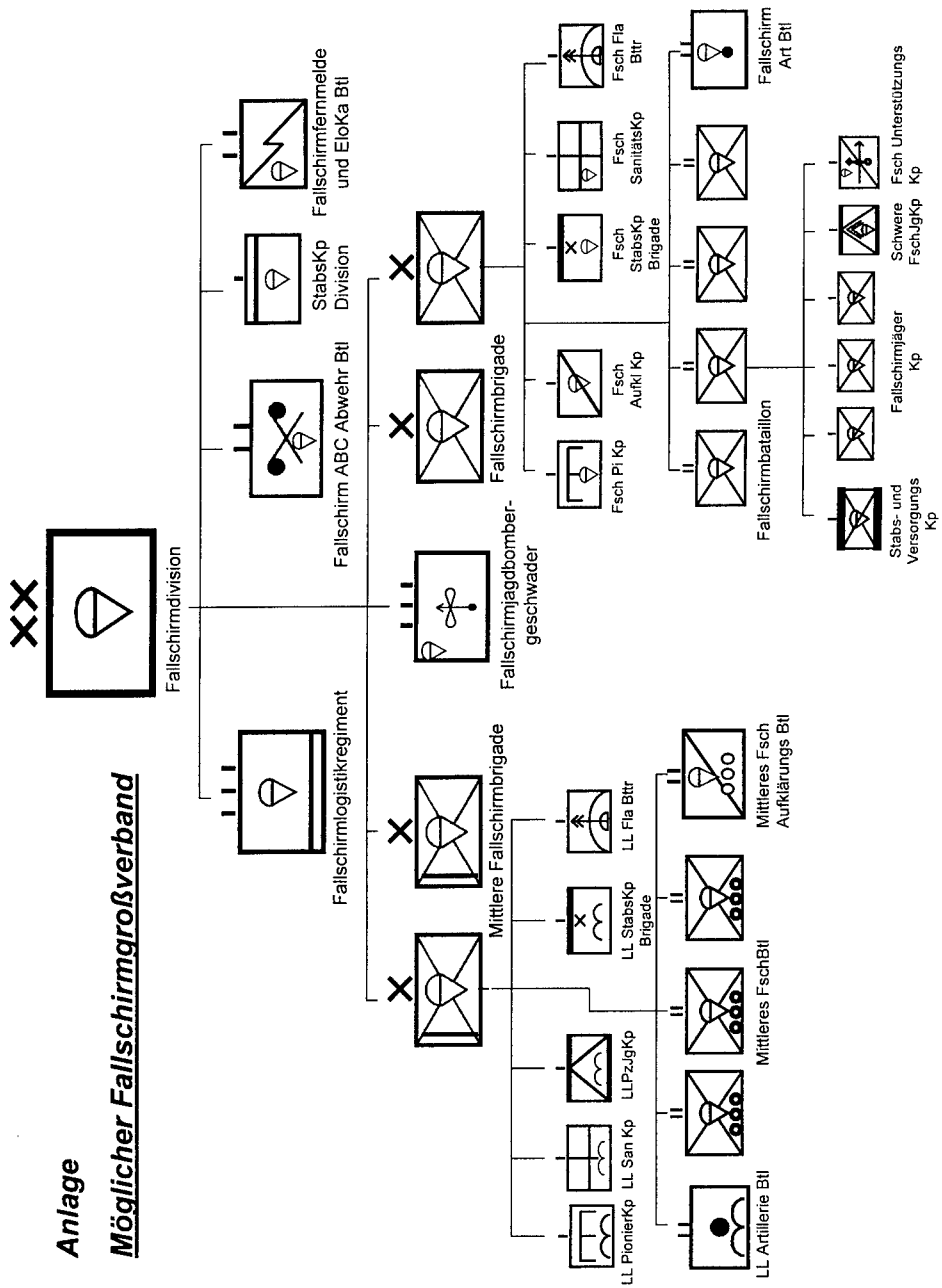 Anlage
Möglicher Fallschirmgroßverband
Fallschirmdivision
Fallschirmlogistikregiment
Fallschirm ABC Abwehr Btl
StabsKp
Division
Fallschirmfernmelde
und EloKa Btl
Mittlere Fallschirmbrigade
Fallschirmjagdbomber-
geschwader
Fallschirmbrigade
LL PionierKp
LL San Kp
LLPzJgKp
LL StabsKp
Brigade
LL Fla Bttr
Fsch Pi Kp
Fsch
Aufkl Kp
Fsch
StabsKp
Brigade
Fsch
SanitätsKp
Fsch Fla
Bttr
LL Artillerie Btl
Mittleres FschBtl
Mittleres Fsch
Aufklärungs Btl
Fallschirmbataillon
Fallschirm
Art Btl
Stabs- und
Versorgungs
Kp
Fallschirmjäger
Kp
Schwere
FschJgKp
Fsch Unterstützungs
Kp